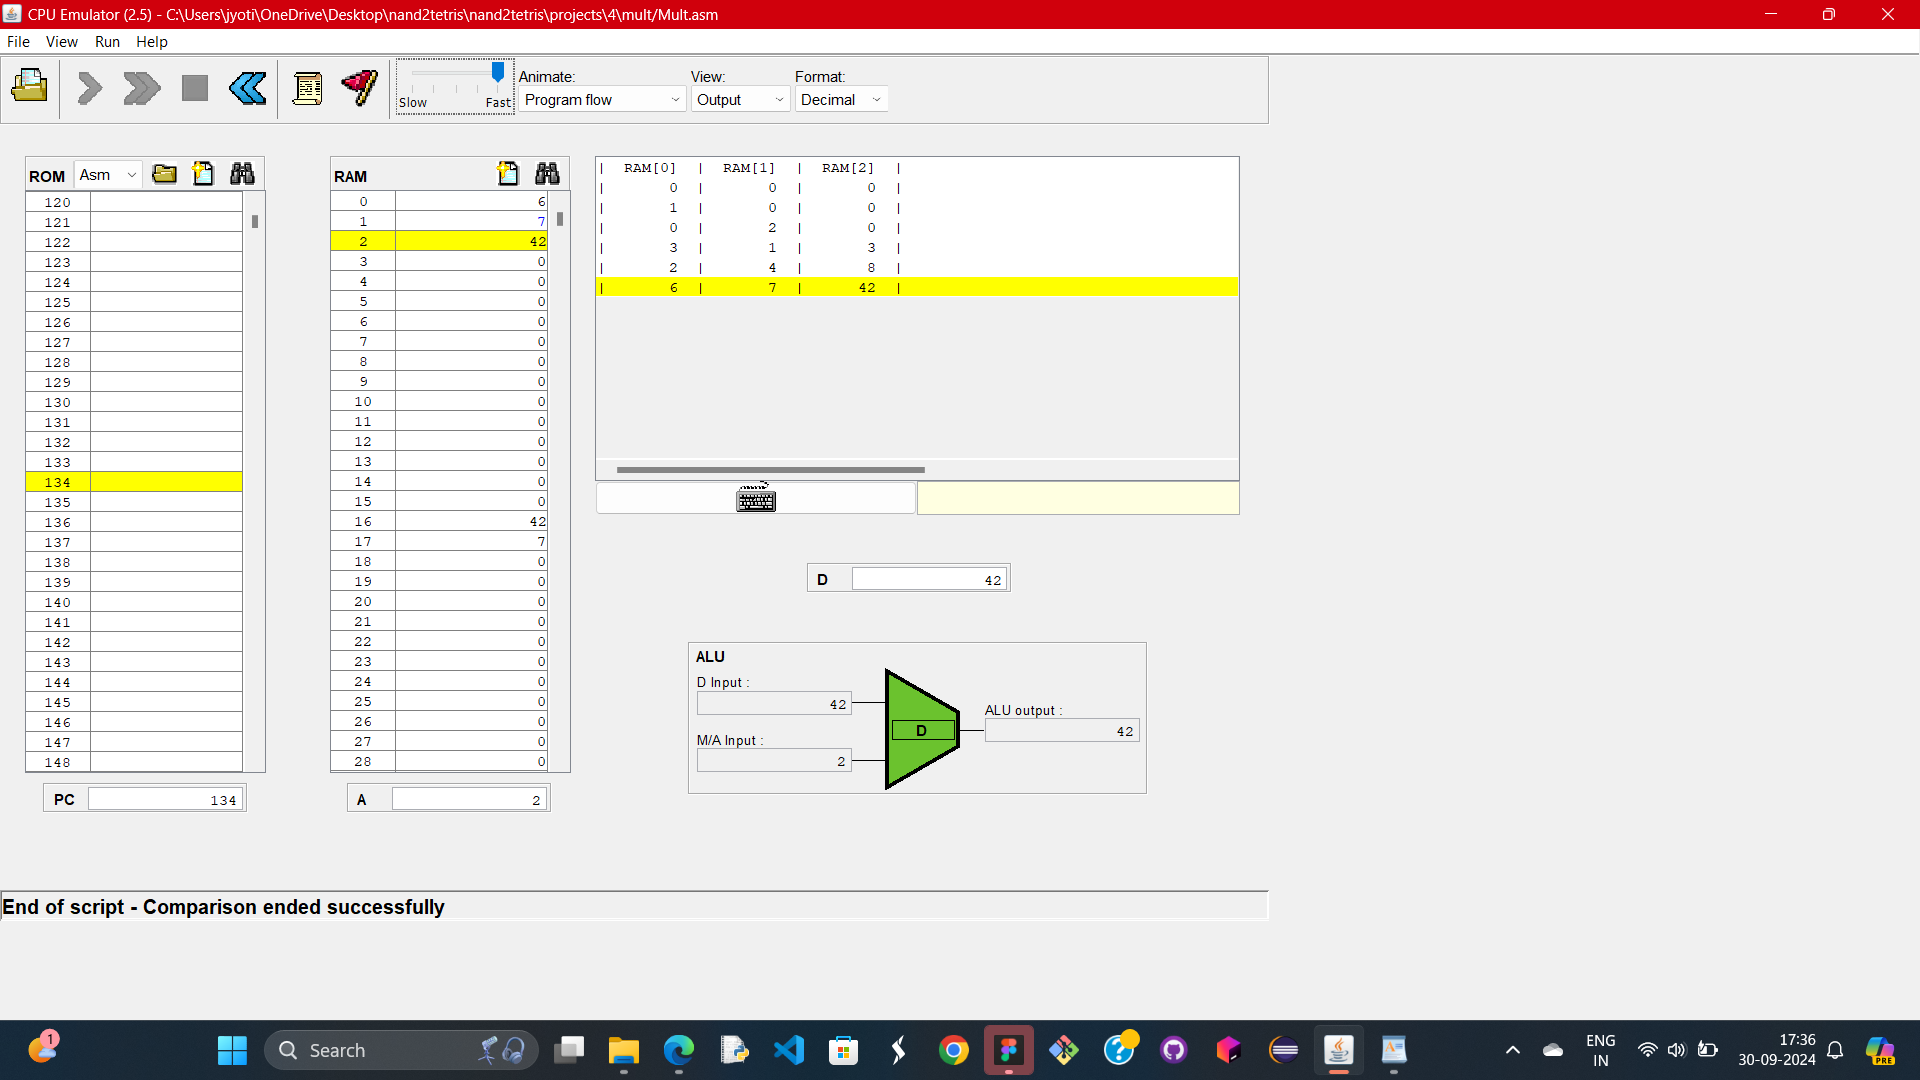 CPU Emulator (2.5) - C:\Users\jyoti\OneDrive\Desktop\nand2tetris\nand2tetris\projects\4\mult/Mult.asm
File View Run Help
Slow Fast
Animate:
Program flow
View:
Output
Format:
Decimal
ROM Asm
120
121
122
123
124
125
126
127
128
129
130
131
132
133
134
135
136
137
138
139
140
141
142
143
144
145
146
147
148
PC 134
RAM
0 6
1 7
2 42
3 0
4 0
5 0
6 0
7 0
8 0
9 0
10 0
11 0
12 0
13 0
14 0
15 0
16 42
17 7
18 0
19 0
20 0
21 0
22 0
23 0
24 0
25 0
26 0
27 0
28 0
A 2
| RAM[0] | RAM[1] | RAM[2] |
| 0 | 0 | 0 |
| 1 | 0 | 0 |
| 0 | 2 | 0 |
| 3 | 1 | 3 |
| 2 | 4 | 8 |
| 6 | 7 | 42 |
D 42
ALU
D Input :
42
M/A Input :
2
D
ALU output :
42
End of script - Comparison ended successfully
1
Search
ENG
IN
17:36
30-09-2024
PRE